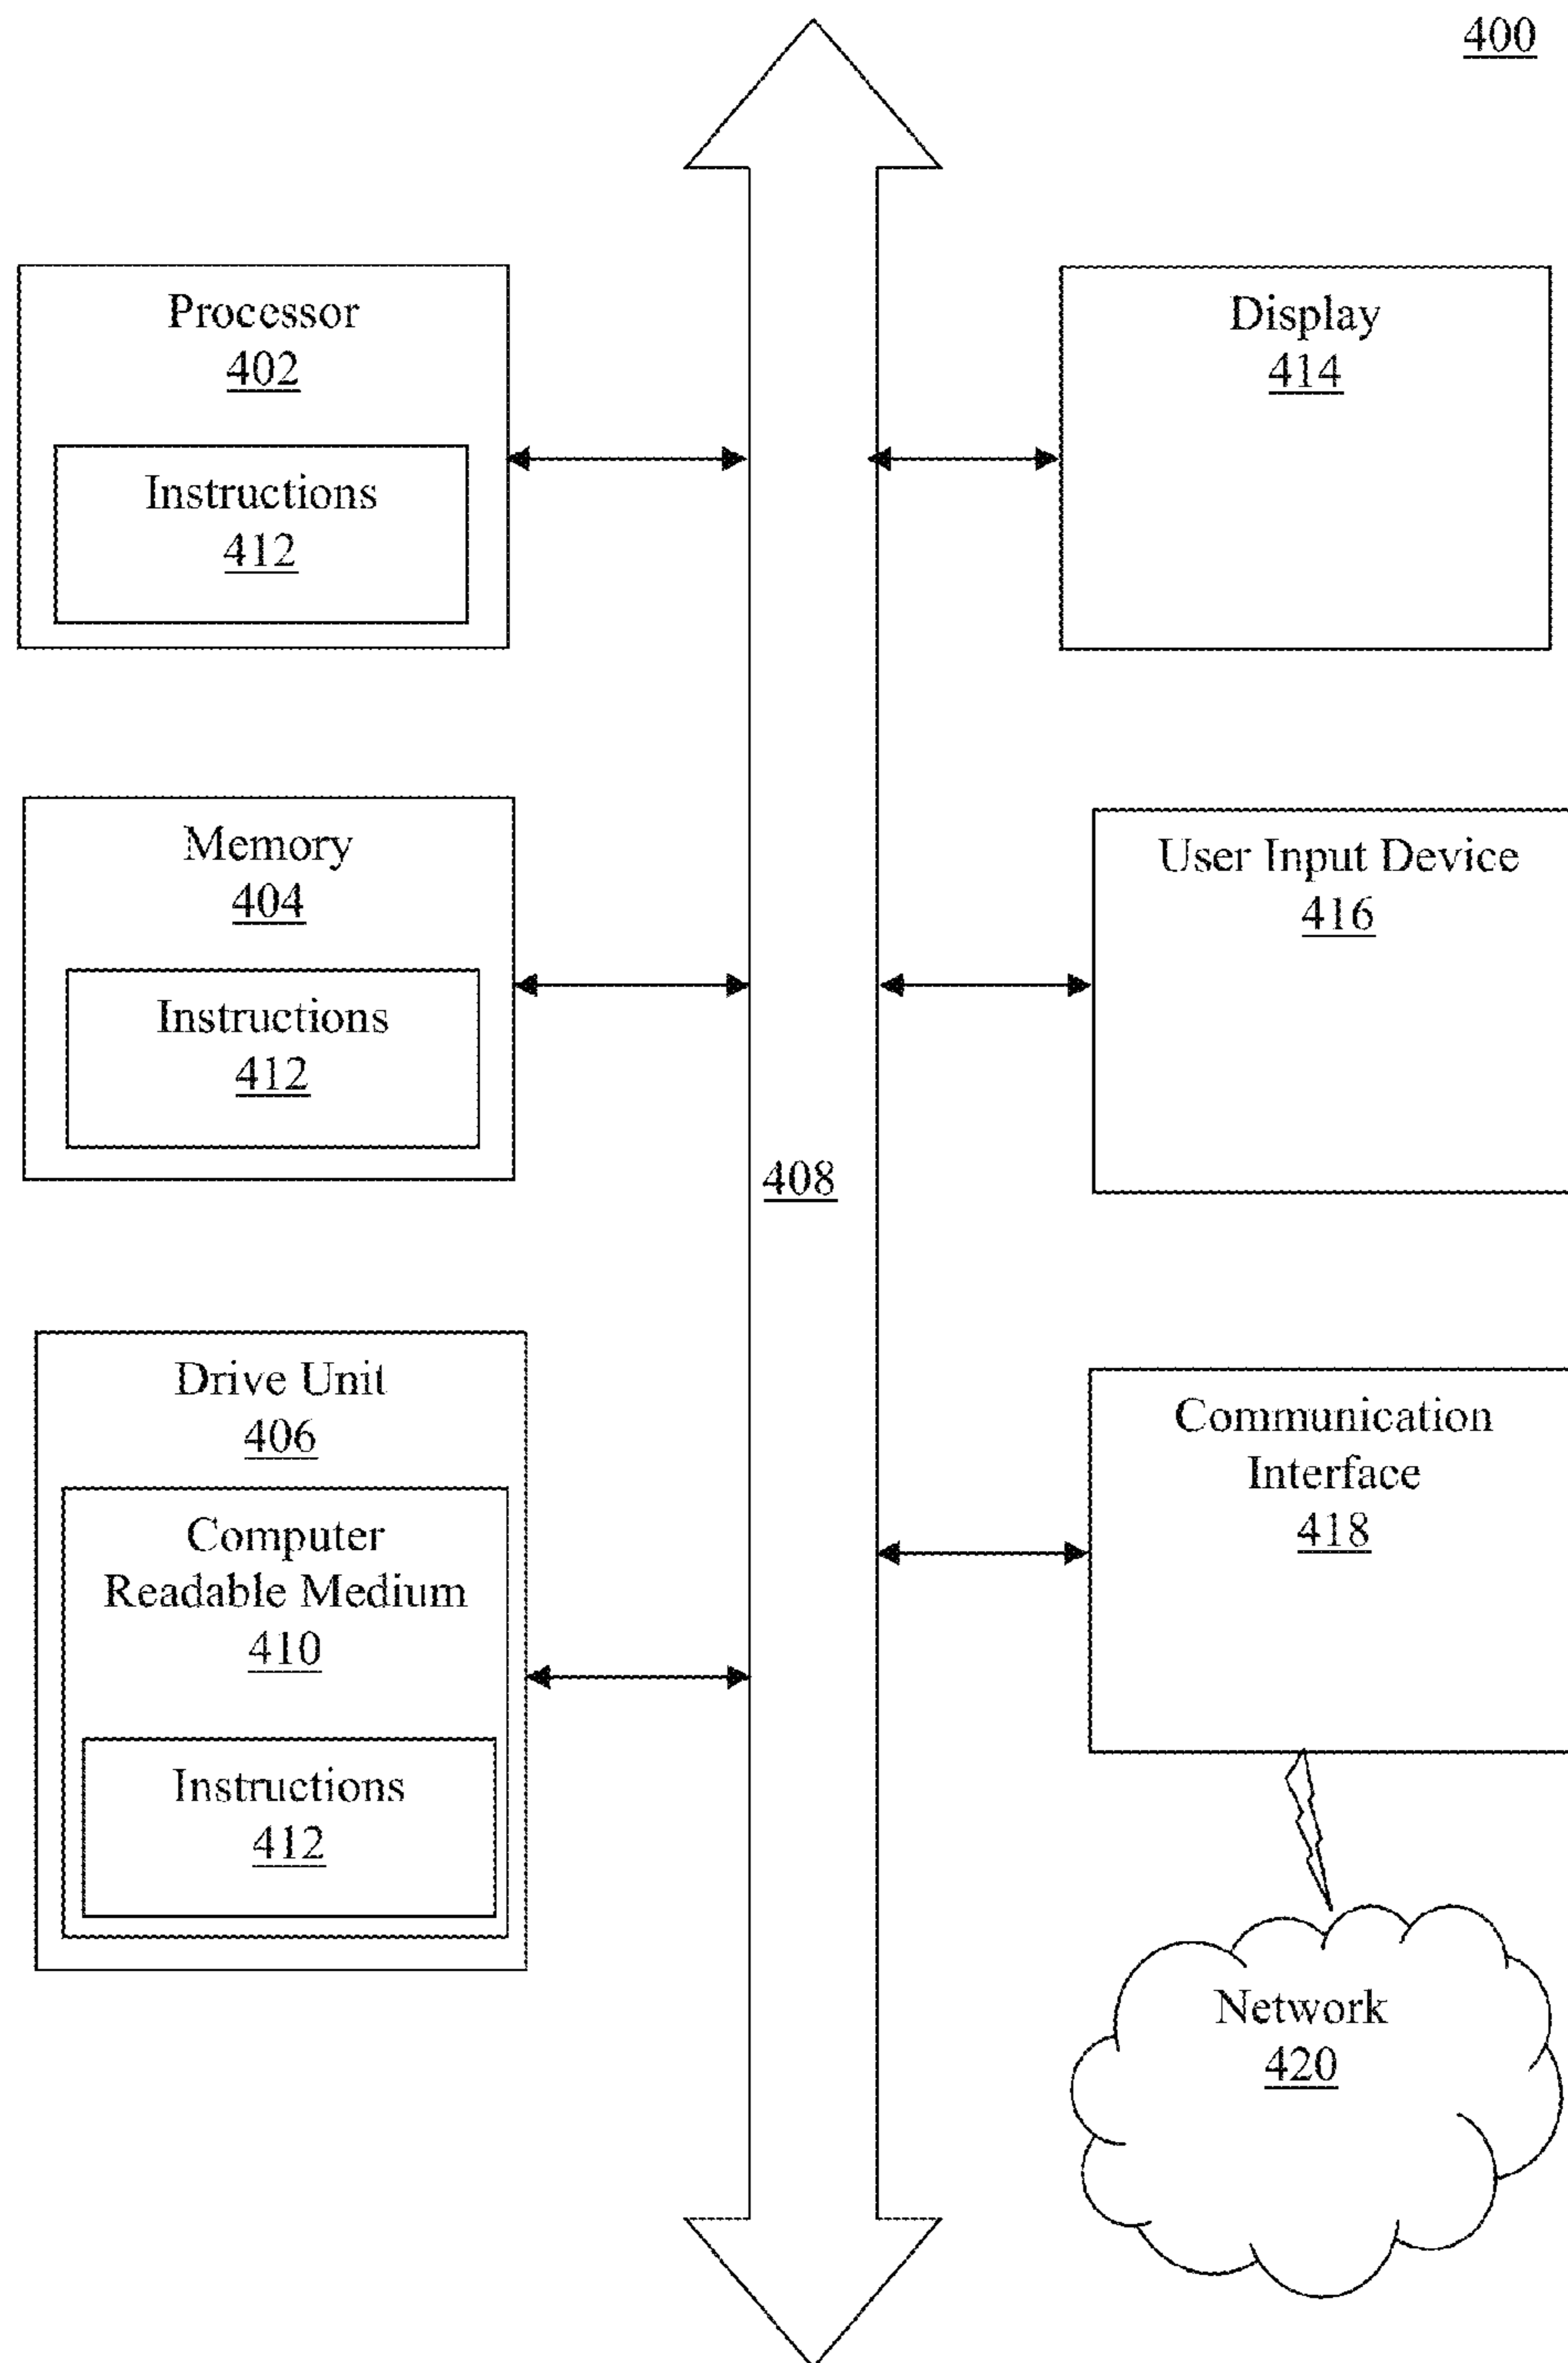 400
Processor
402
Instructions
412
Memory
404
Instructions
412
Drive Unit
406
Computer
Readable Medium
410
Instructions
412
408
Display
414
User Input Device
416
Communication
Interface
418
Network
420